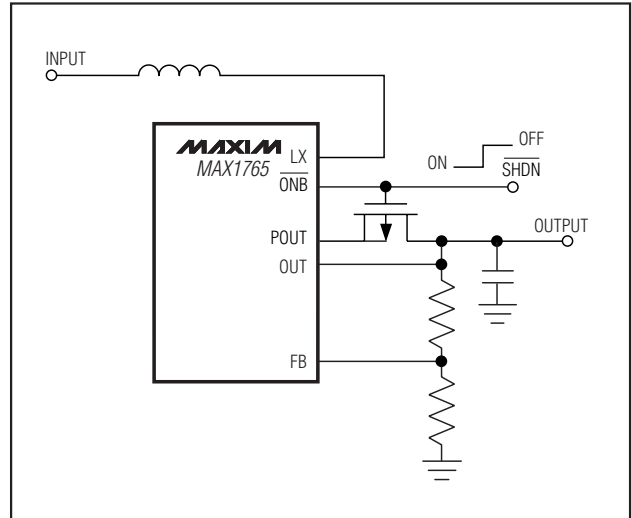 INPUT
MAXIM
MAX1765
LX
ONB
POUT
OUT
FB
ON
OFF
SHDN
OUTPUT